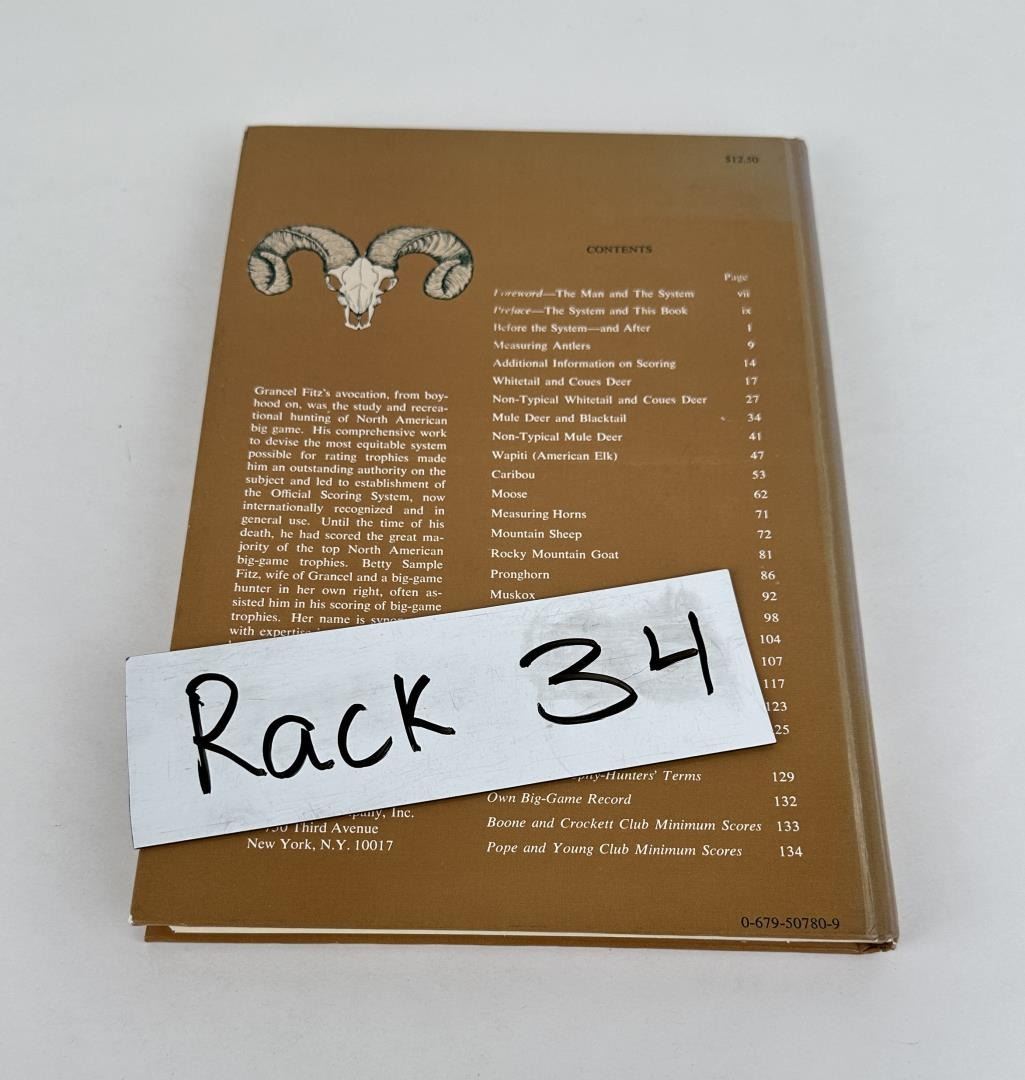 $12.50
CONTENTS
Page
Foreword—The Man and The System vii
Preface—The System and This Book ix
Before the System—and After 1
Measuring Antlers 9
Additional Information on Scoring 14
Whitetail and Coues Deer 17
Non-Typical Whitetail and Coues Deer 27
Mule Deer and Blacktail 34
Non-Typical Mule Deer 41
Wapiti (American Elk) 47
Caribou 53
Moose 62
Measuring Horns 71
Mountain Sheep 72
Rocky Mountain Goat 81
Pronghorn 86
Muskox 92
98
104
107
117
123
25
Hunters' Terms 129
Own Big-Game Record 132
Boone and Crockett Club Minimum Scores 133
Pope and Young Club Minimum Scores 134
Grancel Fitz's avocation, from boy-
hood on, was the study and recrea-
tional hunting of North American
big game. His comprehensive work
to devise the most equitable system
possible for rating trophies made
him an outstanding authority on the
subject and led to establishment of
the Official Scoring System, now
internationally recognized and in
general use. Until the time of his
death, he had scored the great ma-
jority of the top North American
big-game trophies. Betty Sample
Fitz, wife of Grancel and a big-game
hunter in her own right, often as-
sisted him in his scoring of big-game
trophies. Her name is
with
Rack 34
Inc.
Third Avenue
New York, N.Y. 10017
0-679-50780-9